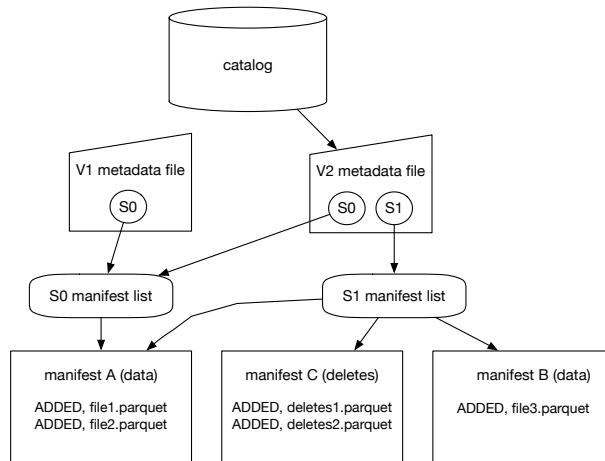 catalog
V1 metadata file
S0
V2 metadata file
S0
S1
S0 manifest list
S1 manifest list
manifest A (data)
ADDED, file1.parquet
ADDED, file2.parquet
manifest C (deletes)
ADDED, deletes1.parquet
ADDED, deletes2.parquet
manifest B (data)
ADDED, file3.parquet